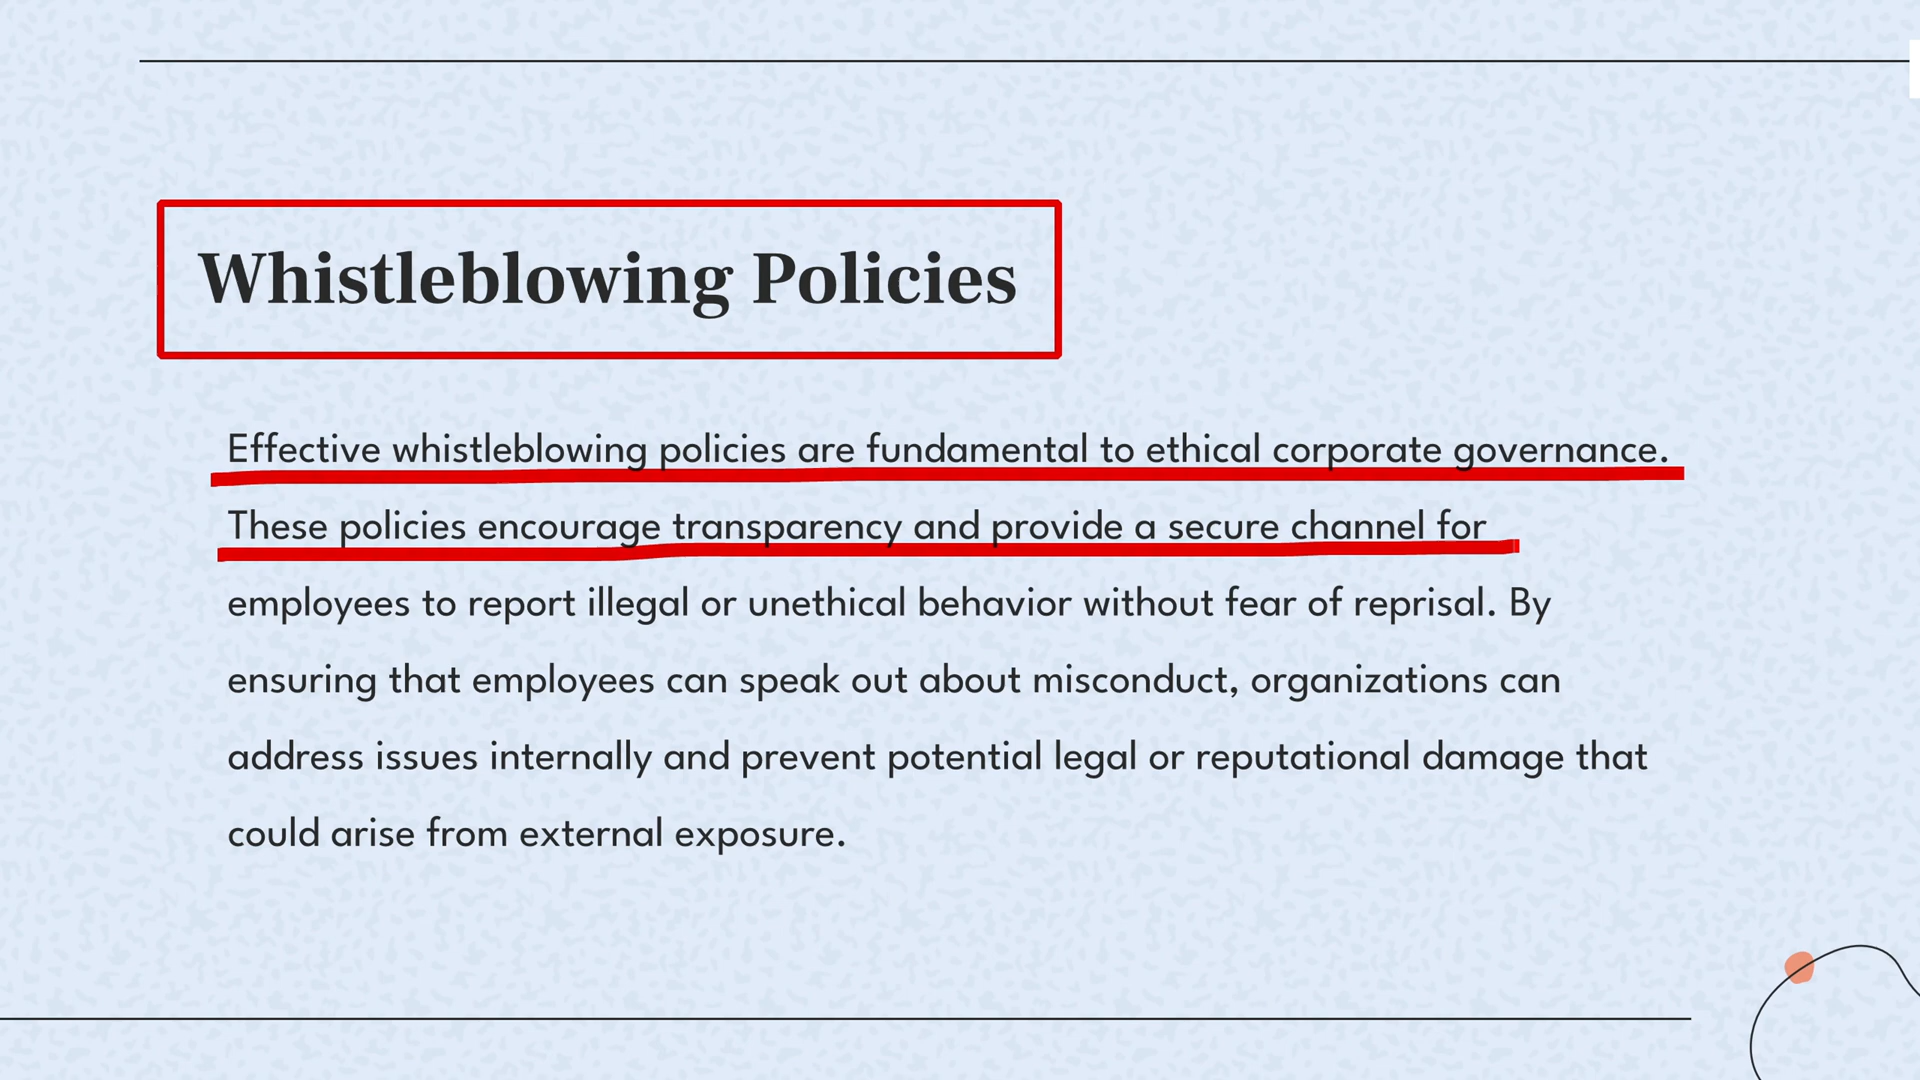 Whistleblowing Policies
Effective whistleblowing policies are fundamental to ethical corporate governance.
These policies encourage transparency and provide a secure channel for
employees to report illegal or unethical behavior without fear of reprisal. By
ensuring that employees can speak out about misconduct, organizations can
address issues internally and prevent potential legal or reputational damage that
could arise from external exposure.